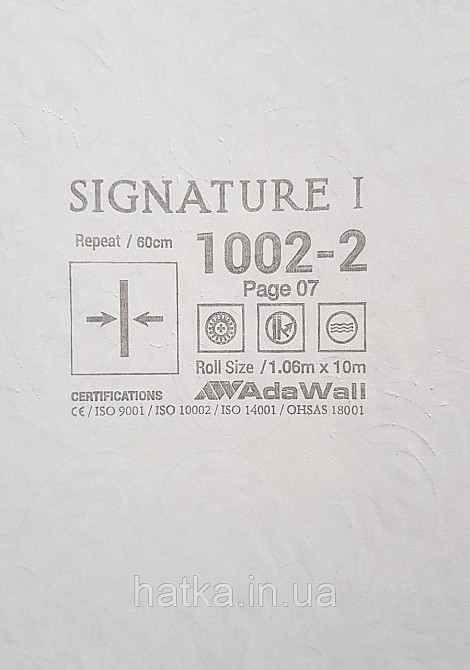 SIGNATURE I
Repeat / 60cm
1002-2
Page 07
Roll Size / 1.06m x 10m
CERTIFICATIONS
AdaWall
CE / ISO 9001 / ISO 10002 / ISO 14001 / OHSAS 18001
hatka.in.ua